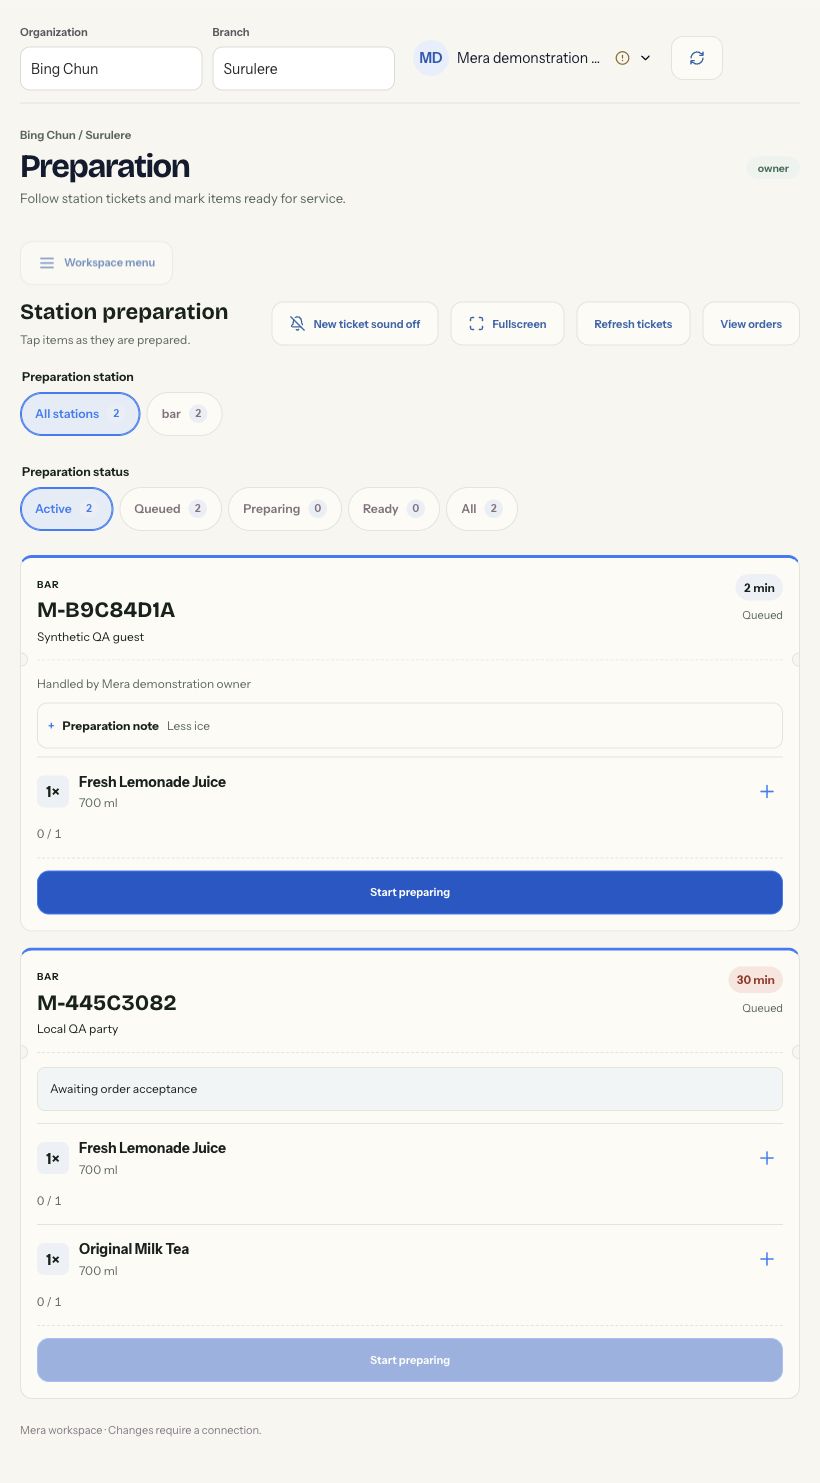 Organization
Branch
Bing Chun
Surulere
MD
Mera demonstration ...
Bing Chun / Surulere
Preparation
owner
Follow station tickets and mark items ready for service.
Workspace menu
Station preparation
Tap items as they are prepared.
New ticket sound off
Fullscreen
Refresh tickets
View orders
Preparation station
All stations 2
bar 2
Preparation status
Active 2
Queued 2
Preparing 0
Ready 0
All 2
BAR
2 min
M-B9C84D1A
Queued
Synthetic QA guest
Handled by Mera demonstration owner
+ Preparation note Less ice
1× Fresh Lemonade Juice
700 ml
0 / 1
Start preparing
BAR
30 min
M-445C3082
Queued
Local QA party
Awaiting order acceptance
1× Fresh Lemonade Juice
700 ml
0 / 1
1× Original Milk Tea
700 ml
0 / 1
Start preparing
Mera workspace · Changes require a connection.